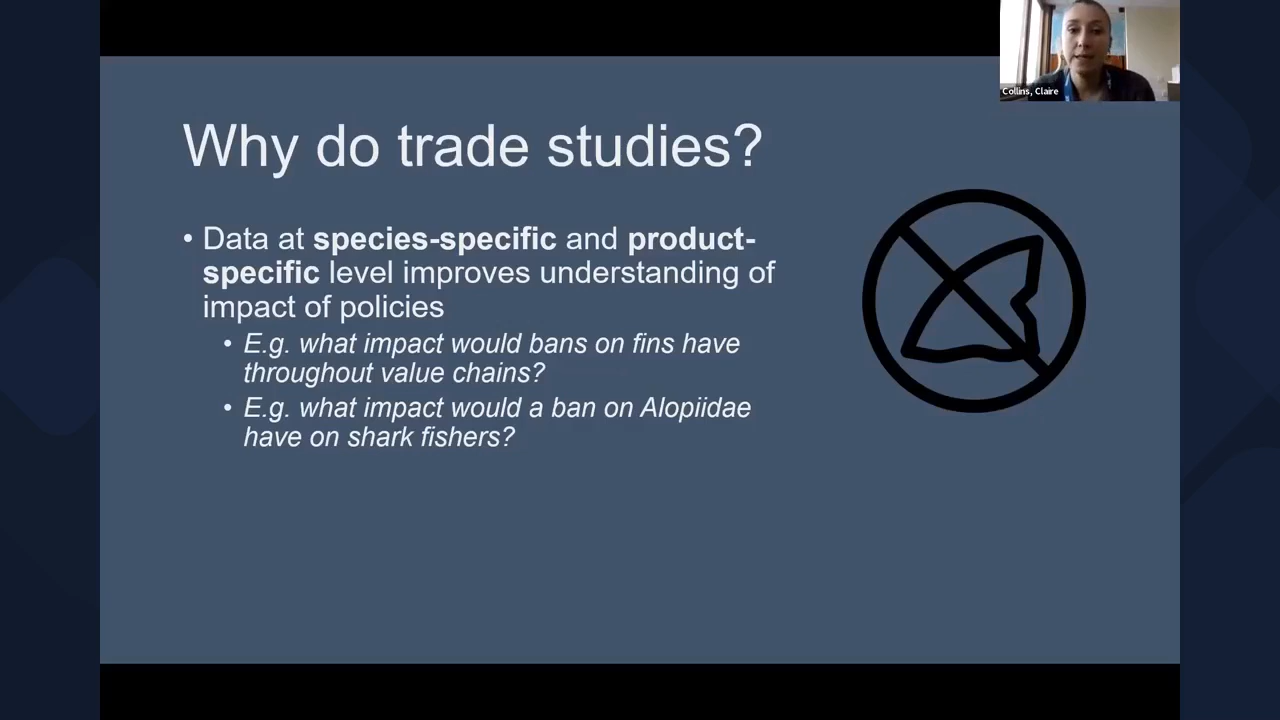 Collins, Claire
Why do trade studies?
• Data at species-specific and product-
specific level improves understanding of
impact of policies
• E.g. what impact would bans on fins have
throughout value chains?
• E.g. what impact would a ban on Alopiidae
have on shark fishers?